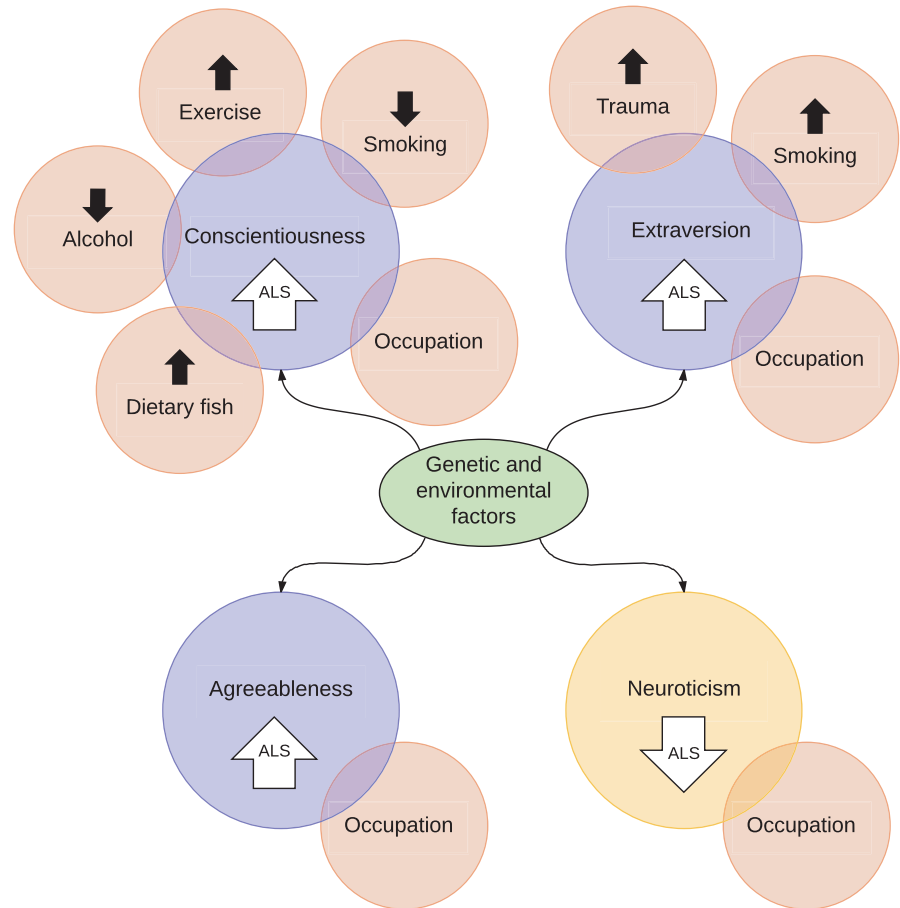 Exercise
Smoking
Alcohol
Conscientiousness
ALS
Occupation
Dietary fish
Trauma
Smoking
Extraversion
ALS
Occupation
Genetic and
environmental
factors
Agreeableness
ALS
Occupation
Neuroticism
ALS
Occupation